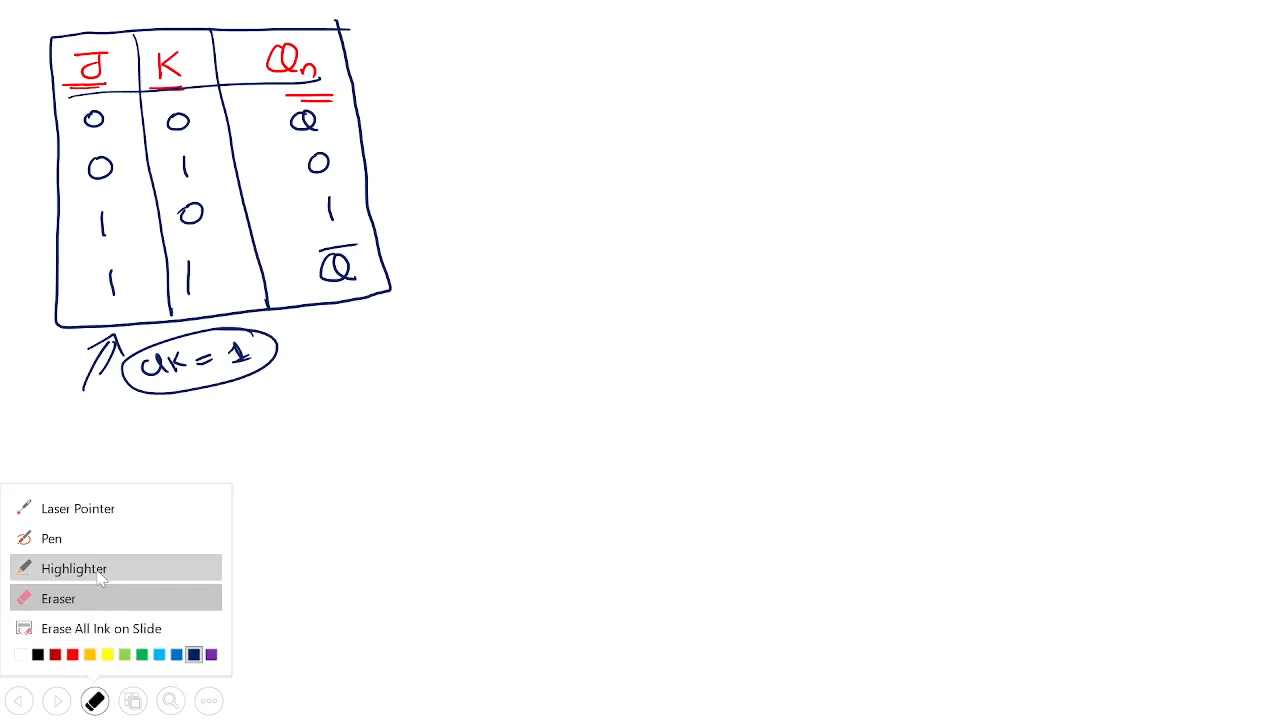 J K Qn
0 0 Q
0 1 0
1 0 1
1 1 Q̅
clk = 1
Laser Pointer
Pen
Highlighter
Eraser
Erase All Ink on Slide